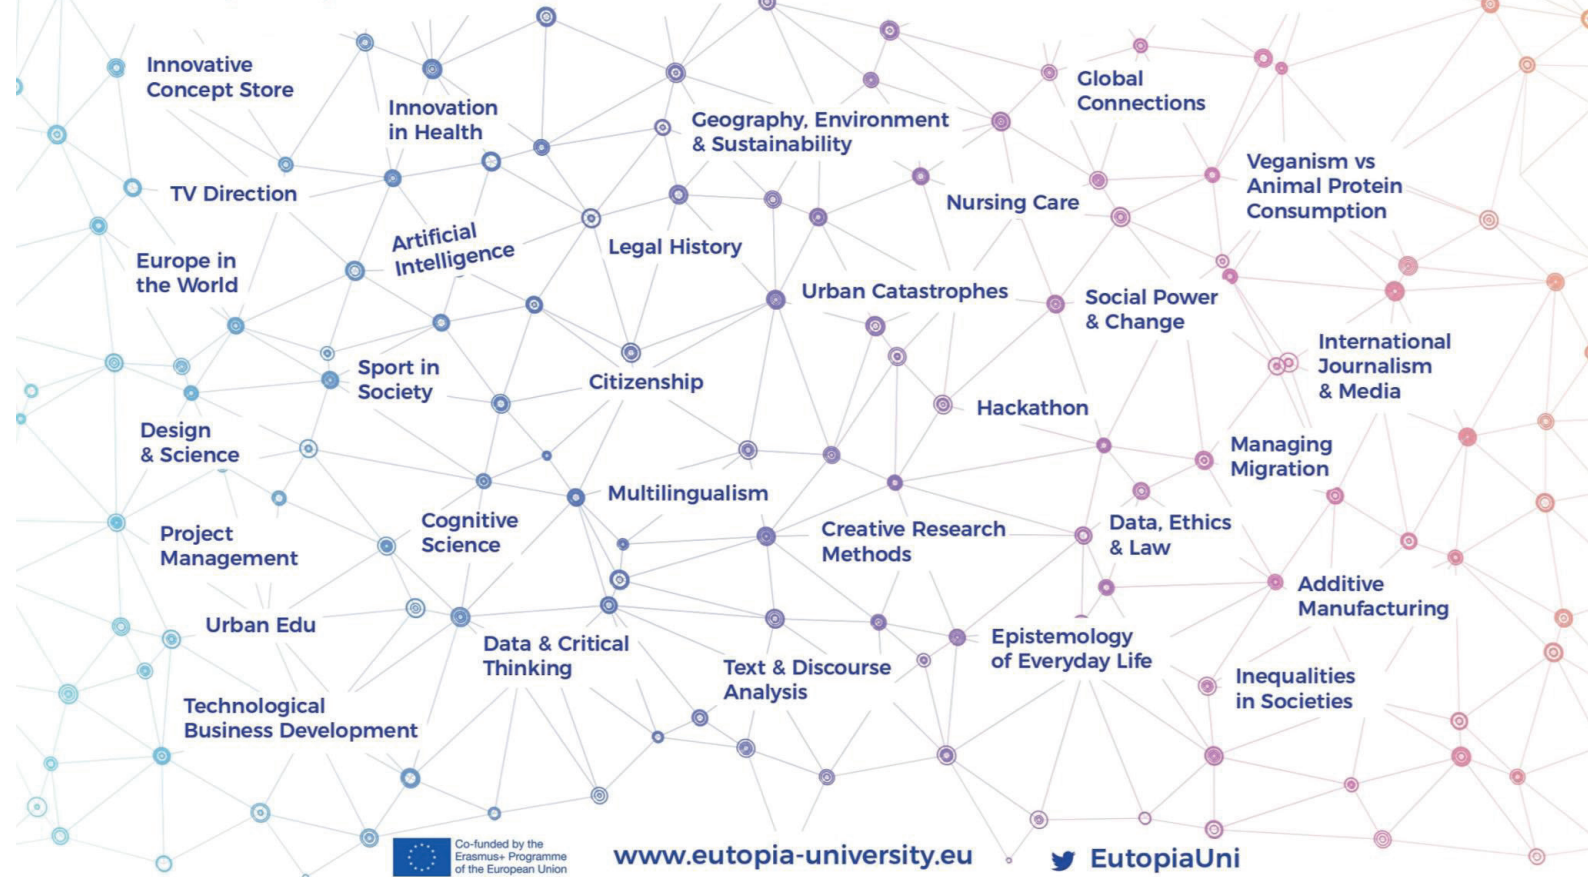 Innovative
Concept Store
Innovation
in Health
Geography, Environment
& Sustainability
Global
Connections
TV Direction
Nursing Care
Veganism vs
Animal Protein
Consumption
Europe in
the World
Artificial
Intelligence
Legal History
Urban Catastrophes
Social Power
& Change
Sport in
Society
Citizenship
International
Journalism
& Media
Design
& Science
Hackathon
Managing
Migration
Multilingualism
Project
Management
Cognitive
Science
Creative Research
Methods
Data, Ethics
& Law
Additive
Manufacturing
Urban Edu
Data & Critical
Thinking
Text & Discourse
Analysis
Epistemology
of Everyday Life
Inequalities
in Societies
Technological
Business Development
Co-funded by the
Erasmus+ Programme
of the European Union
www.eutopia-university.eu
EutopiaUni